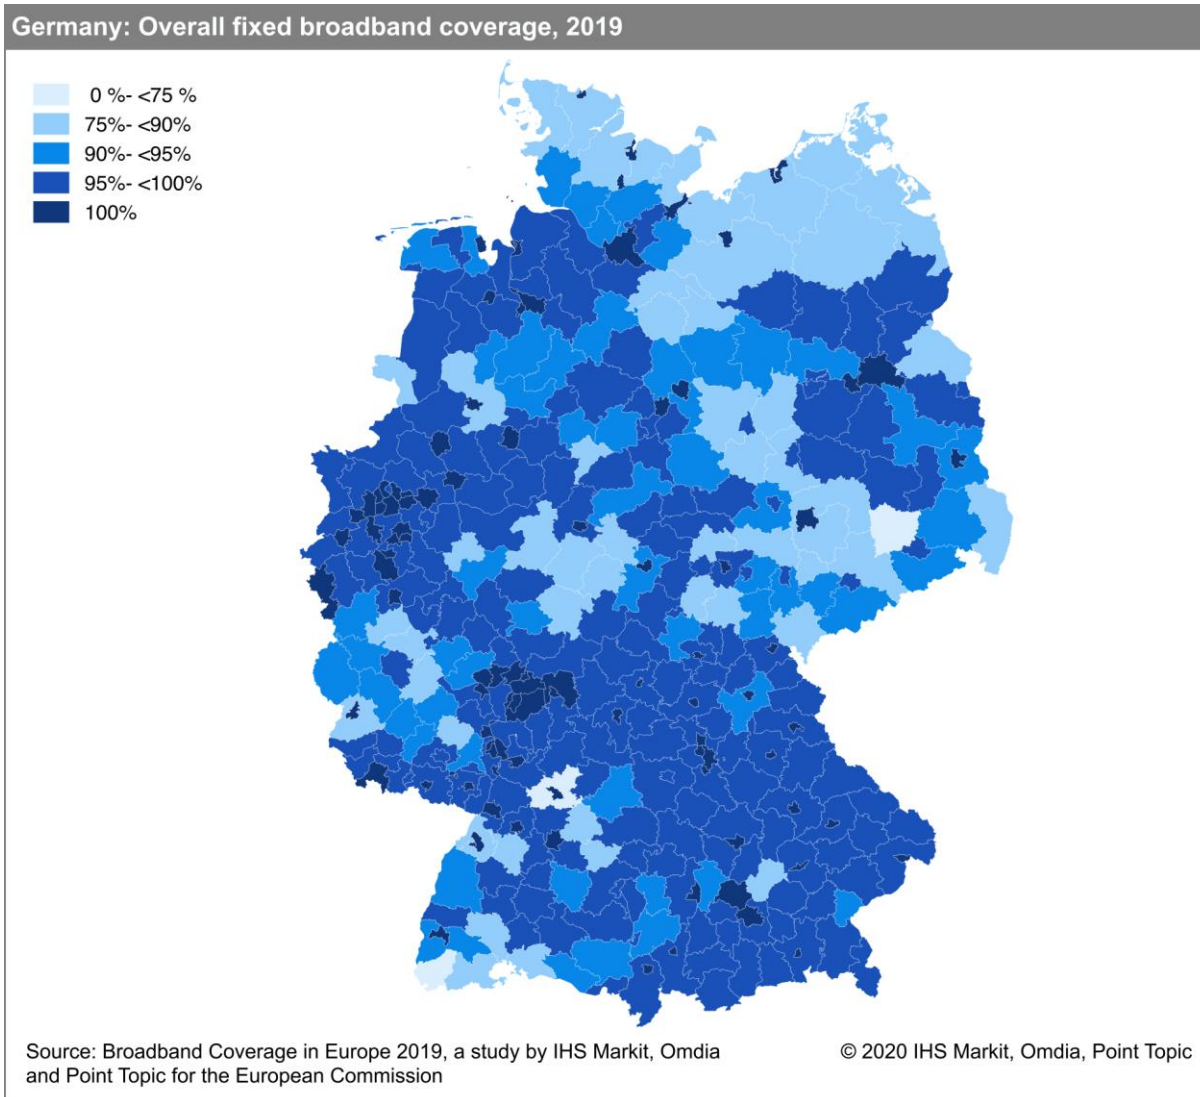 Germany: Overall fixed broadband coverage, 2019
0 %- <75 %
75%- <90%
90%- <95%
95%- <100%
100%
Source: Broadband Coverage in Europe 2019, a study by IHS Markit, Omdia
and Point Topic for the European Commission
© 2020 IHS Markit, Omdia, Point Topic